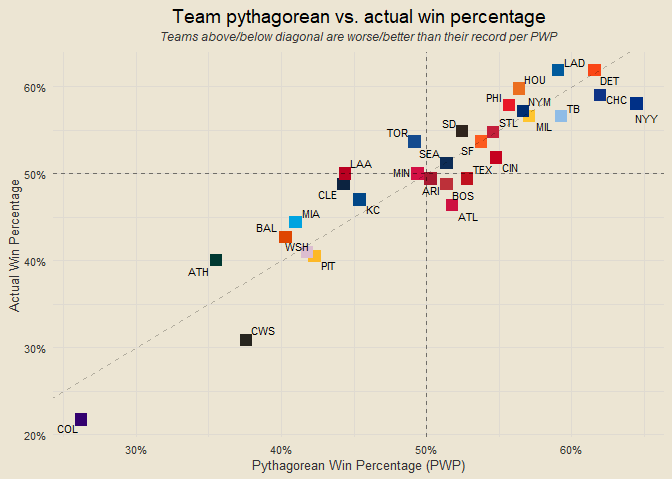 Team pythagorean vs. actual win percentage
Teams above/below diagonal are worse/better than their record per PWP
Actual Win Percentage
60%
50%
40%
30%
20%
LAD
DET
HOU
CHC
PHI
NYM
TB
NYY
MIL
SD
STL
TOR
SF
SEA
CIN
LAA
MIN
TEX
CLE
ARI
BOS
KC
ATL
MIA
BAL
WSH
PIT
ATH
CWS
COL
30%
40%
50%
60%
Pythagorean Win Percentage (PWP)